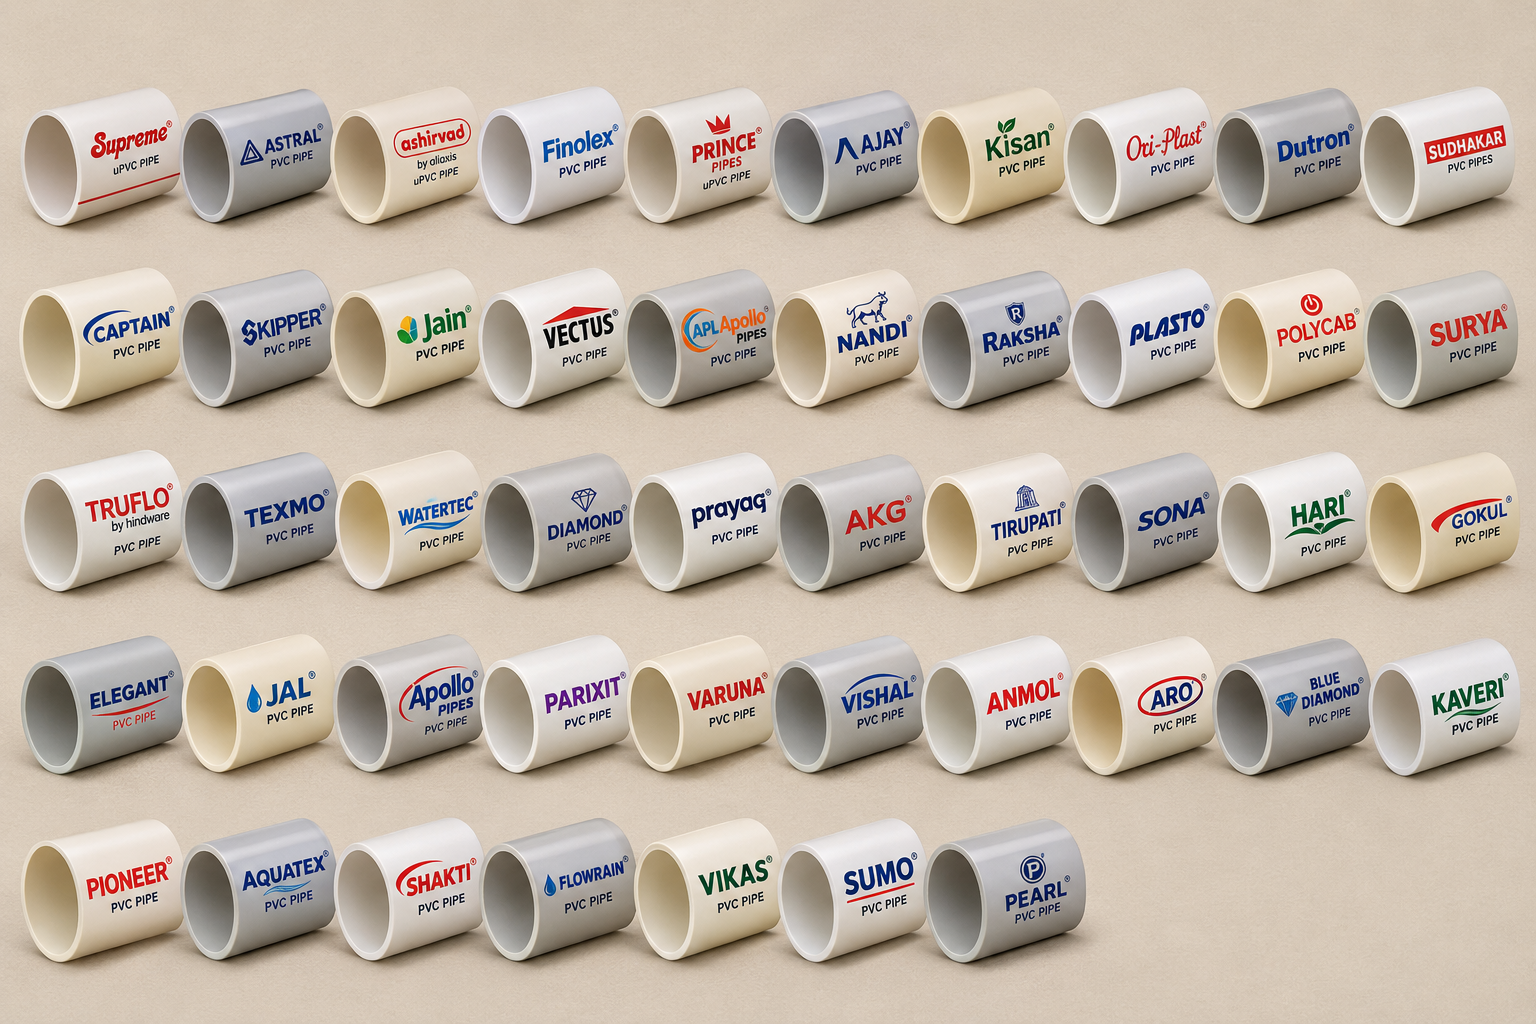 Supreme®
uPVC PIPE
ASTRAL®
PVC PIPE
ashirvad®
by aliaxis
uPVC PIPE
Finolex®
PVC PIPE
PRINCE®
PIPES
uPVC PIPE
AJAY®
PVC PIPE
Kisan®
PVC PIPE
Ori-Plast®
PVC PIPE
Dutron®
PVC PIPE
SUDHAKAR®
PVC PIPES
CAPTAIN®
PVC PIPE
SKIPPER®
PVC PIPE
Jain®
PVC PIPE
VECTUS®
PVC PIPE
APL Apollo®
PIPES
PVC PIPE
NANDI®
PVC PIPE
R
RAKSHA®
PVC PIPE
PLASTO®
PVC PIPE
POLYCAB®
PVC PIPE
SURYA®
PVC PIPE
TRUFLO®
by hindware
PVC PIPE
TEXMO®
PVC PIPE
WATERTEC®
PVC PIPE
DIAMOND®
PVC PIPE
prayag®
PVC PIPE
AKG®
PVC PIPE
TIRUPATI®
PVC PIPE
SONA®
PVC PIPE
HARI®
PVC PIPE
GOKUL®
PVC PIPE
ELEGANT®
PVC PIPE
JAL®
PVC PIPE
Apollo®
PIPES
PVC PIPE
PARIXIT®
PVC PIPE
VARUNA®
PVC PIPE
VISHAL®
PVC PIPE
ANMOL®
PVC PIPE
ARO®
PVC PIPE
BLUE
DIAMOND®
PVC PIPE
KAVERI®
PVC PIPE
PIONEER®
PVC PIPE
AQUATEX®
PVC PIPE
SHAKTI®
PVC PIPE
FLOWRAIN®
PVC PIPE
VIKAS®
PVC PIPE
SUMO®
PVC PIPE
P®
PEARL®
PVC PIPE